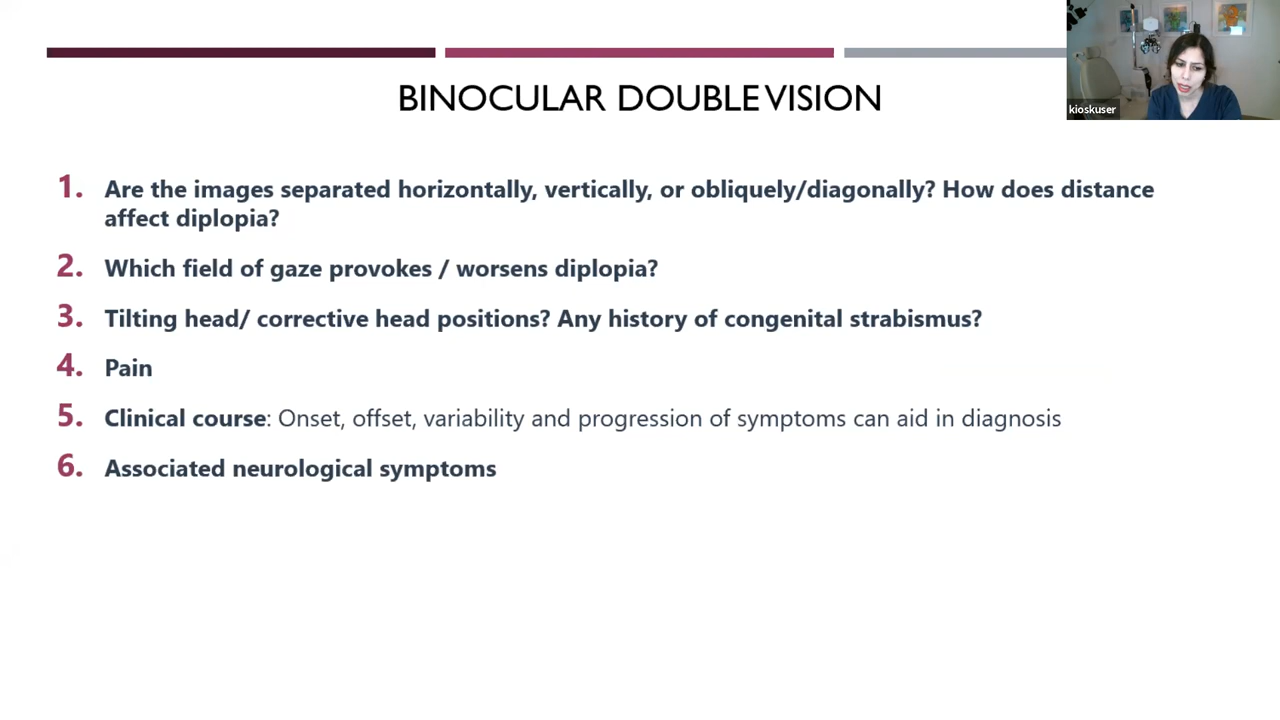 BINOCULAR DOUBLE VISION
kioskuser
1. Are the images separated horizontally, vertically, or obliquely/diagonally? How does distance
affect diplopia?
2. Which field of gaze provokes / worsens diplopia?
3. Tilting head/ corrective head positions? Any history of congenital strabismus?
4. Pain
5. Clinical course: Onset, offset, variability and progression of symptoms can aid in diagnosis
6. Associated neurological symptoms